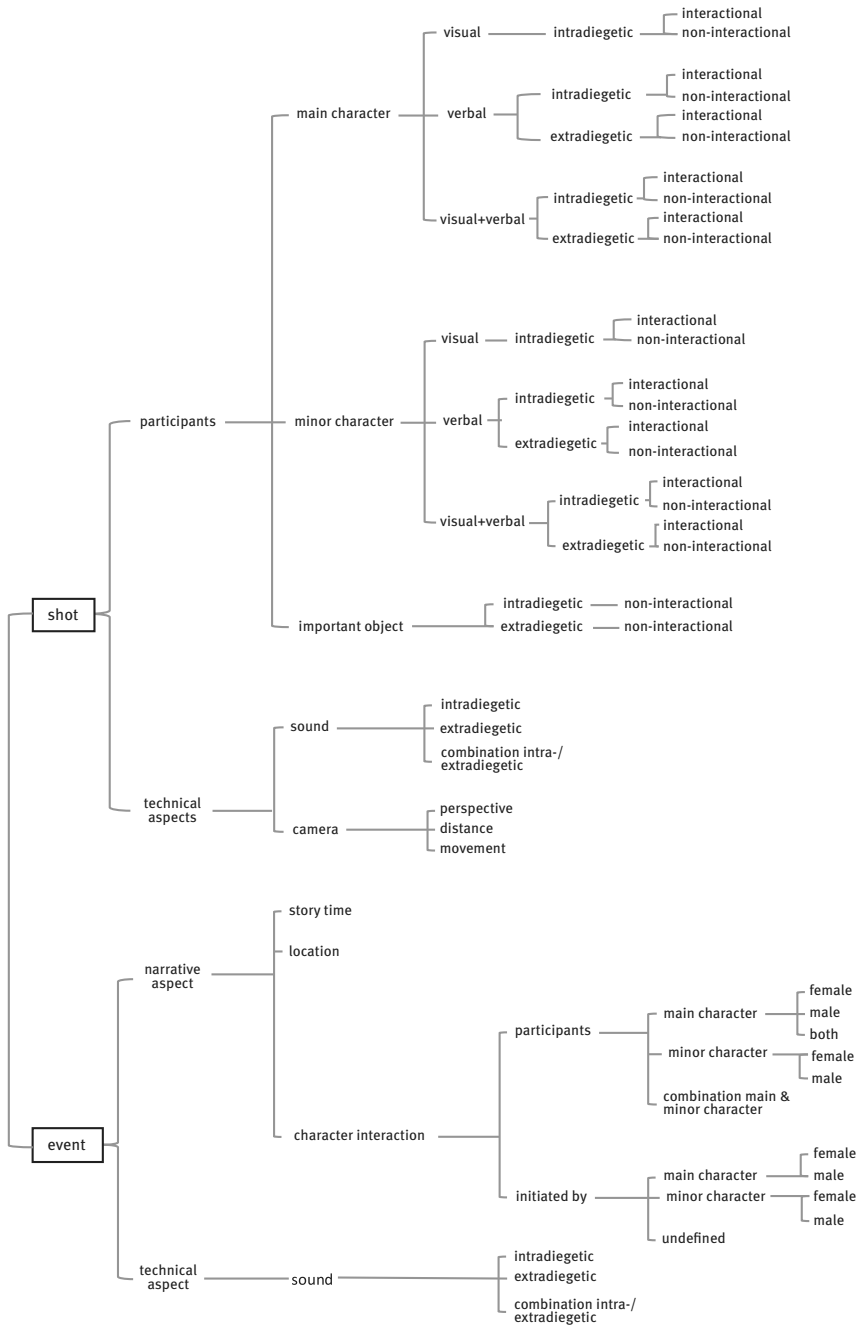 interactional
visual
intradiegetic
non-interactional
interactional
intradiegetic
non-interactional
main character
verbal
interactional
extradiegetic
non-interactional
interactional
intradiegetic
non-interactional
visual+verbal
interactional
extradiegetic
non-interactional
interactional
visual
intradiegetic
non-interactional
interactional
intradiegetic
non-interactional
participants
minor character
verbal
interactional
extradiegetic
non-interactional
interactional
intradiegetic
non-interactional
visual+verbal
interactional
extradiegetic
non-interactional
shot
intradiegetic
non-interactional
important object
extradiegetic
non-interactional
intradiegetic
sound
extradiegetic
combination intra-/
extradiegetic
technical
aspects
perspective
camera
distance
movement
story time
location
narrative
aspect
female
participants
main character
male
both
minor character
female
male
combination main &
minor character
event
character interaction
female
main character
male
initiated by
minor character
female
male
undefined
technical
aspect
sound
intradiegetic
extradiegetic
combination intra-/
extradiegetic